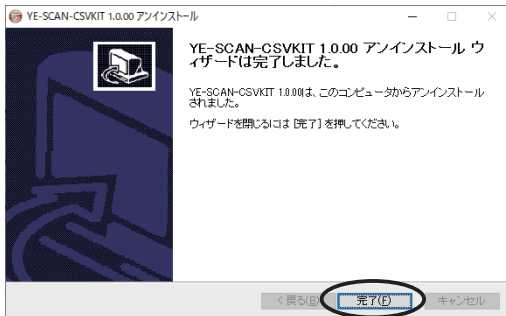 YE-SCAN-CSVKIT 1.0.00 アンインストール
YE-SCAN-CSVKIT 1.0.00 アンインストール ウ
ィザードは完了しました。
YE-SCAN-CSVKIT 1.0.00は、このコンピュータからアンインストール
されました。
ウィザードを閉じるには [完了] を押してください。
< 戻る(B) 完了(F) キャンセル